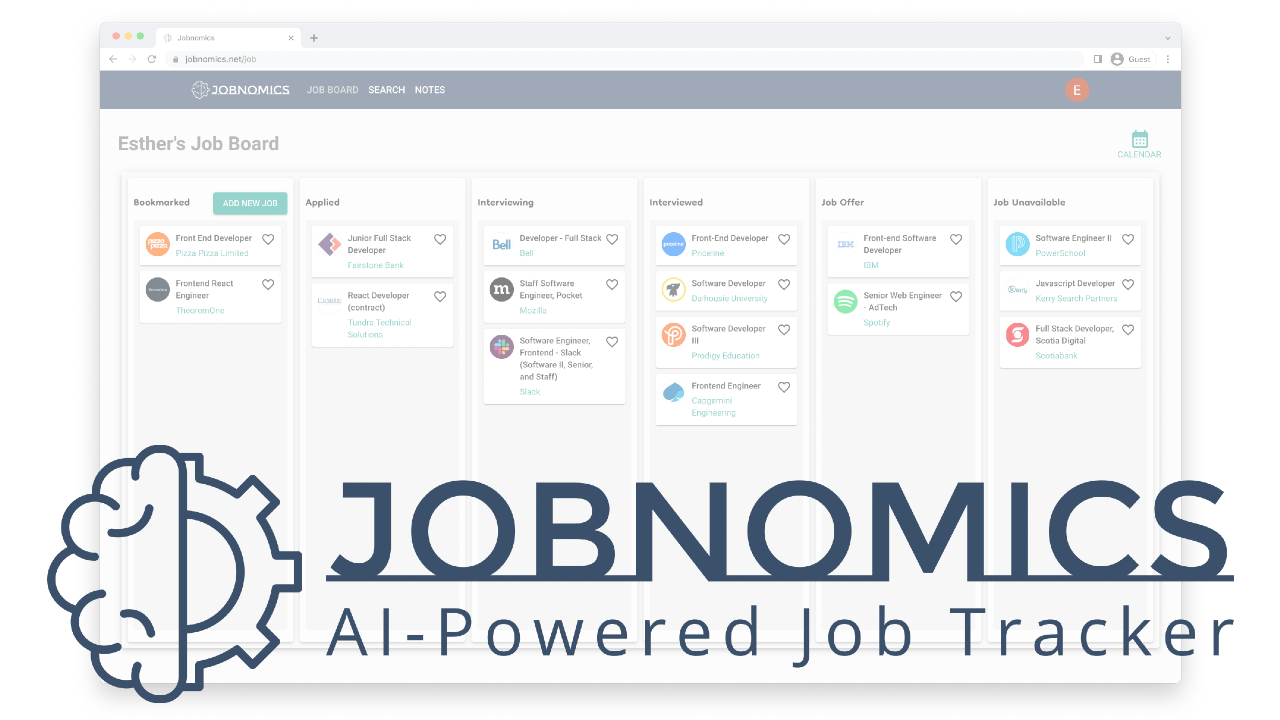 Jobnomics
jobnomics.net/job
Guest
JOBNOMICS
JOB BOARD
SEARCH
NOTES
E
Esther's Job Board
CALENDAR
Bookmarked
ADD NEW JOB
Front End Developer
Pizza Pizza Limited
Frontend React
Engineer
TheoremOne
Applied
Junior Full Stack
Developer
Fairstone Bank
React Developer
(contract)
Tundra Technical
Solutions
Interviewing
Bell
Developer - Full Stack
Bell
m
Staff Software
Engineer, Pocket
Mozilla
Software Engineer,
Frontend - Slack
(Software II, Senior,
and Staff)
Slack
Interviewed
priceline
Front-End Developer
Priceline
Software Developer
Dalhousie University
Software Developer
III
Prodigy Education
Frontend Engineer
Capgemini
Engineering
Job Offer
IBM
Front-end Software
Developer
IBM
Senior Web Engineer
- AdTech
Spotify
Job Unavailable
Software Engineer II
PowerSchool
Javascript Developer
Kerry Search Partners
Full Stack Developer,
Scotia Digital
Scotiabank
JOBNOMICS
AI-Powered Job Tracker